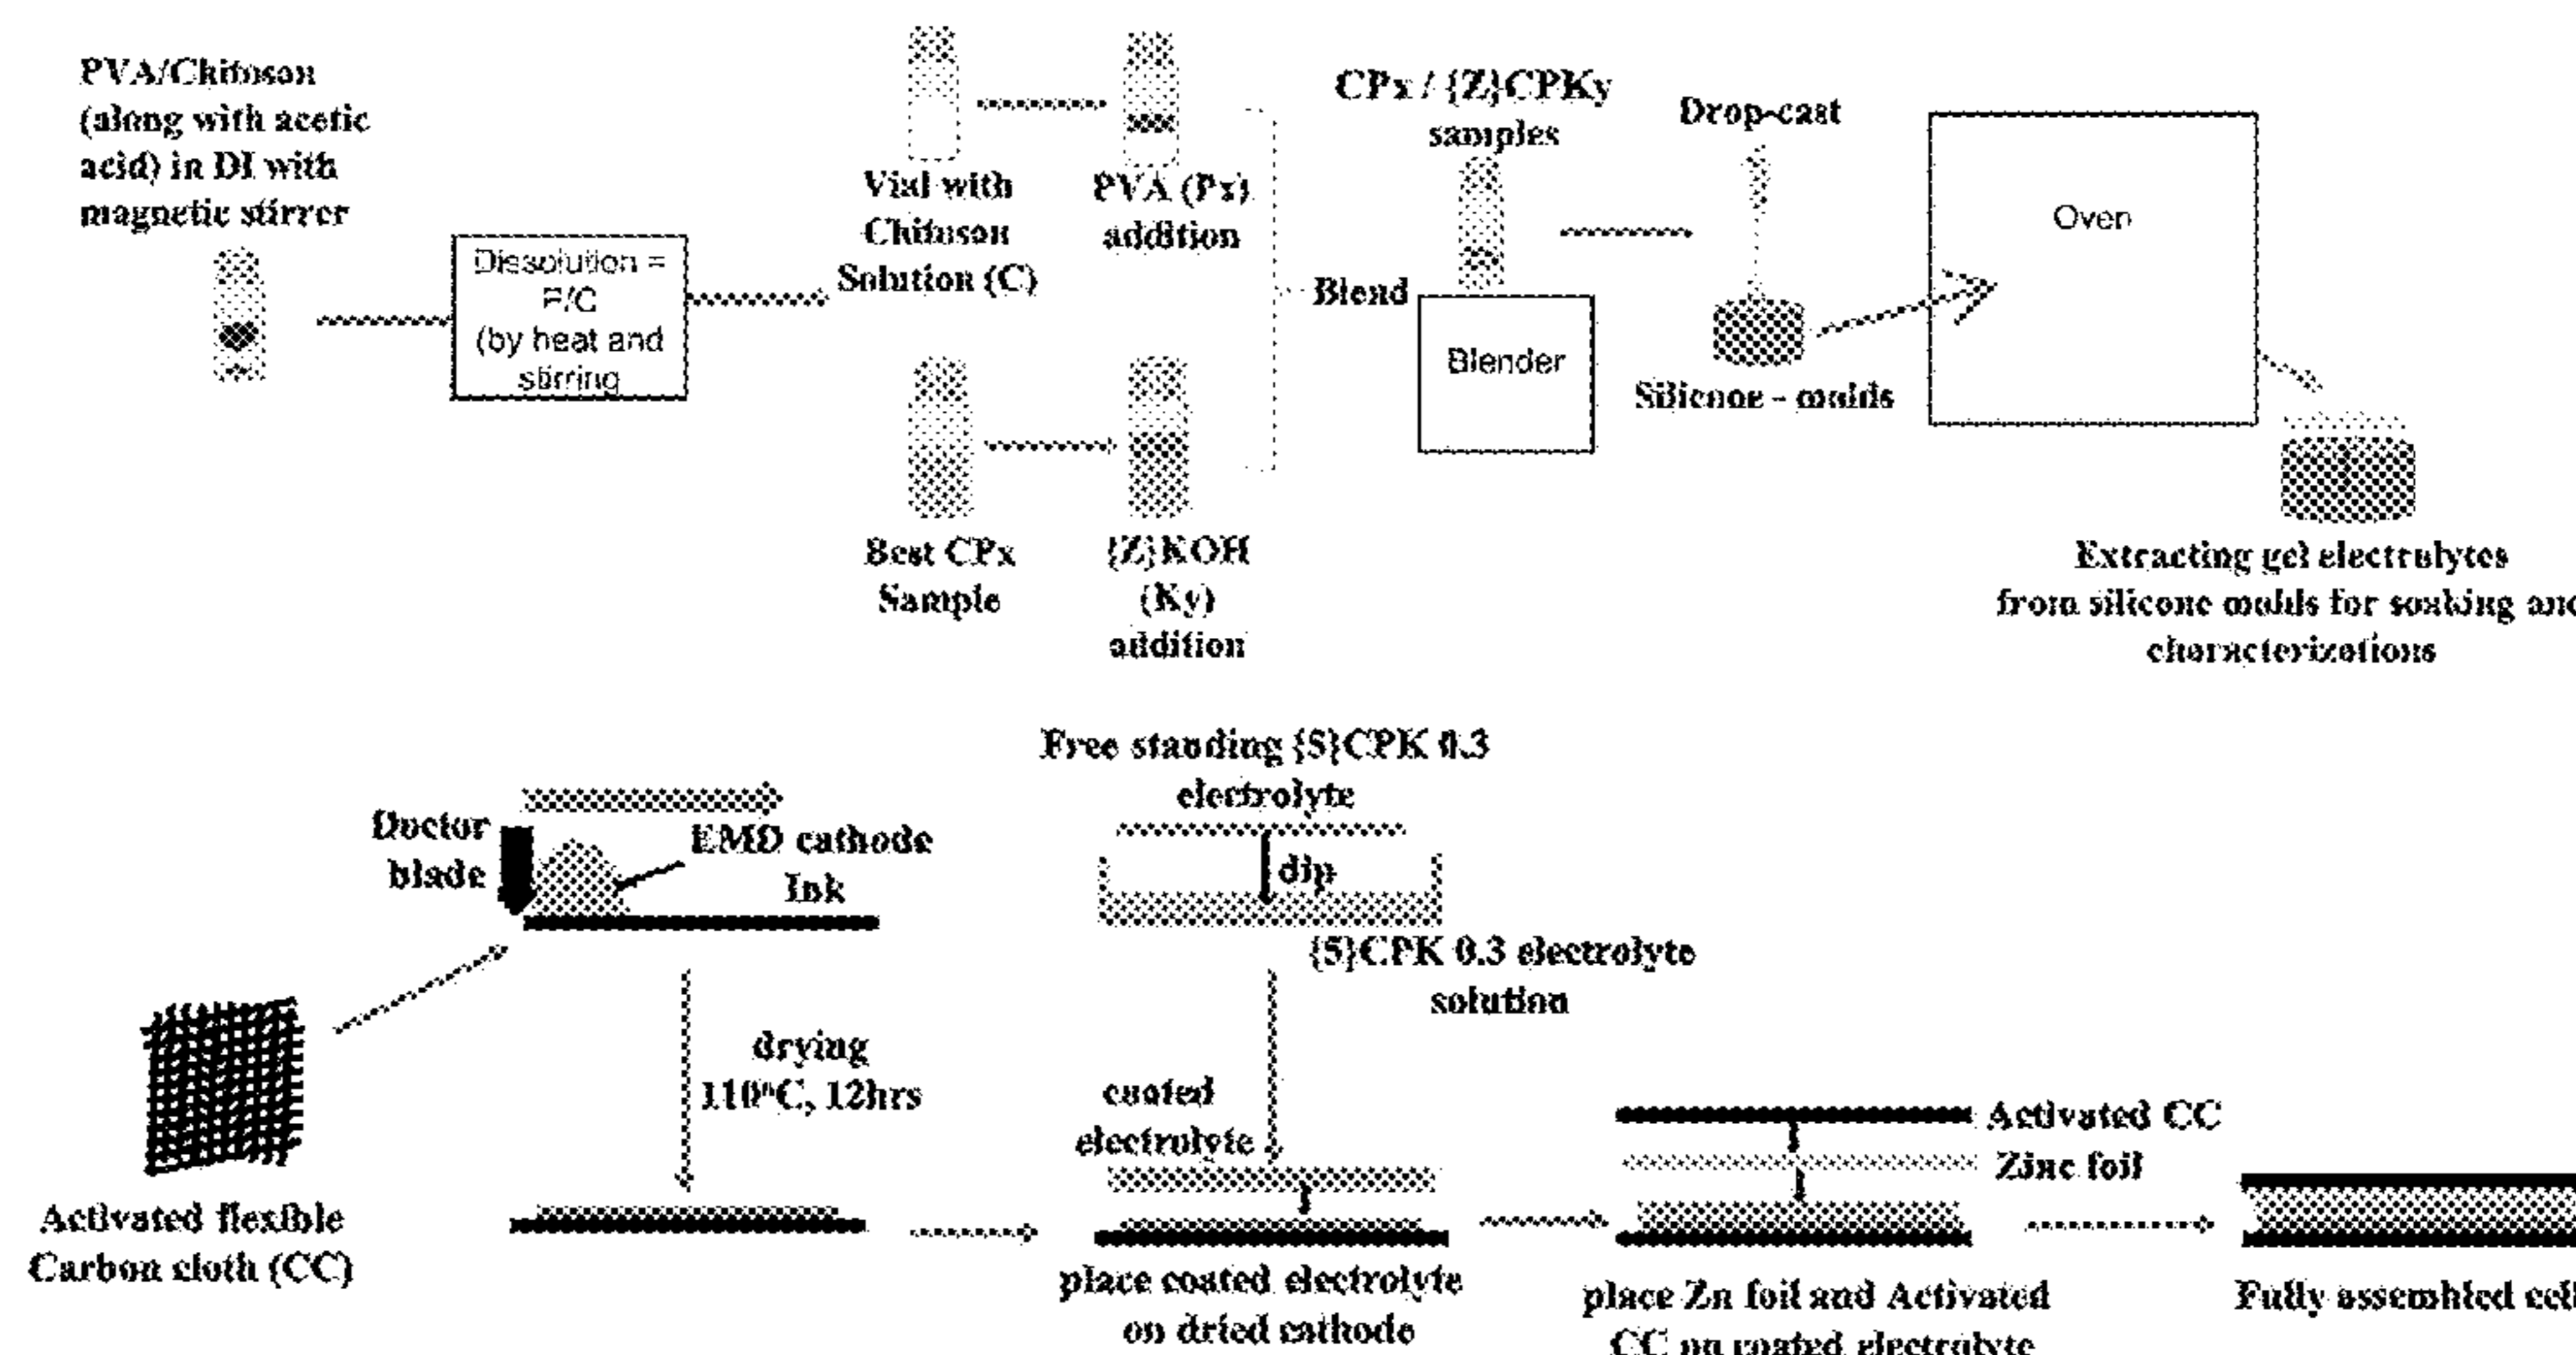 PVA/Chitosan
(along with acetic
acid) in DI with
magnetic stirrer
Dissolution =
P/C
(by heat and
stirring
Vial with
Chitosan
Solution (C)
PVA (Px)
addition
Best CPx
Sample
{Z}KOH
(Ky)
addition
Blend
CPx / {Z}CPKy
samples
Blender
Drop-cast
Silicone - molds
Oven
Extracting gel electrolytes
from silicone molds for soaking and
characterizations
Activated flexible
Carbon cloth (CC)
Doctor
blade
EMD cathode
Ink
drying
110°C, 12hrs
Free standing {S}CPK 0.3
electrolyte
dip
{S}CPK 0.3 electrolyte
solution
coated
electrolyte
place coated electrolyte
on dried cathode
Activated CC
Zinc foil
place Zn foil and Activated
CC on coated electrolyte
Fully assembled cell